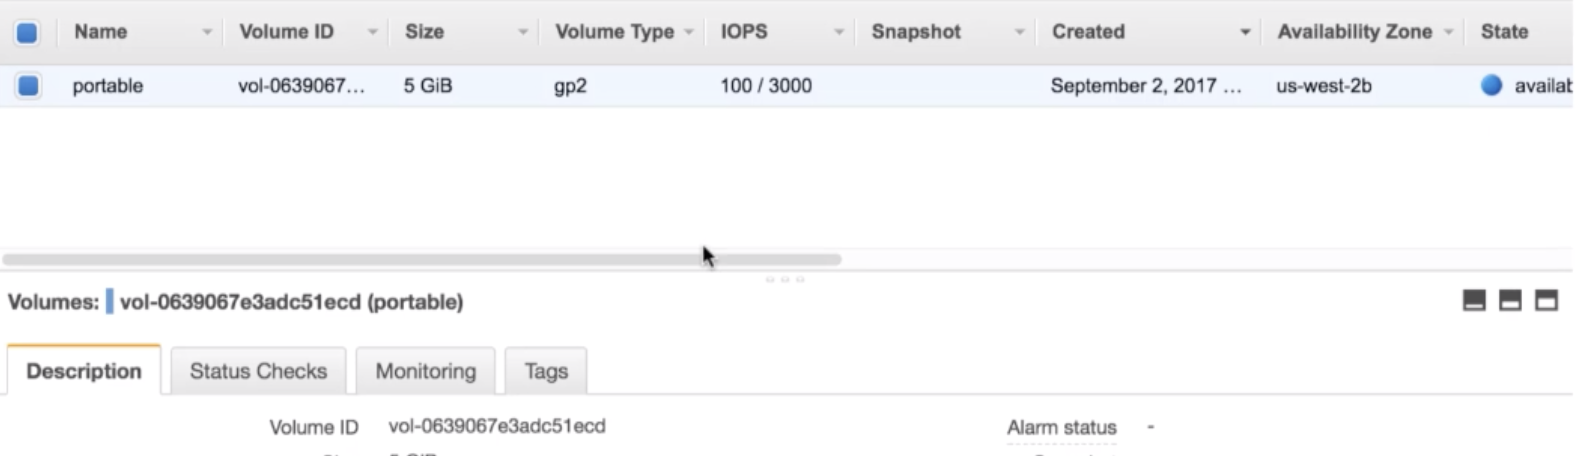 Name Volume ID Size Volume Type IOPS Snapshot Created Availability Zone State
portable vol-0639067... 5 GiB gp2 100 / 3000 September 2, 2017 ... us-west-2b availab
Volumes: vol-0639067e3adc51ecd (portable)
Description Status Checks Monitoring Tags
Volume ID vol-0639067e3adc51ecd Alarm status -